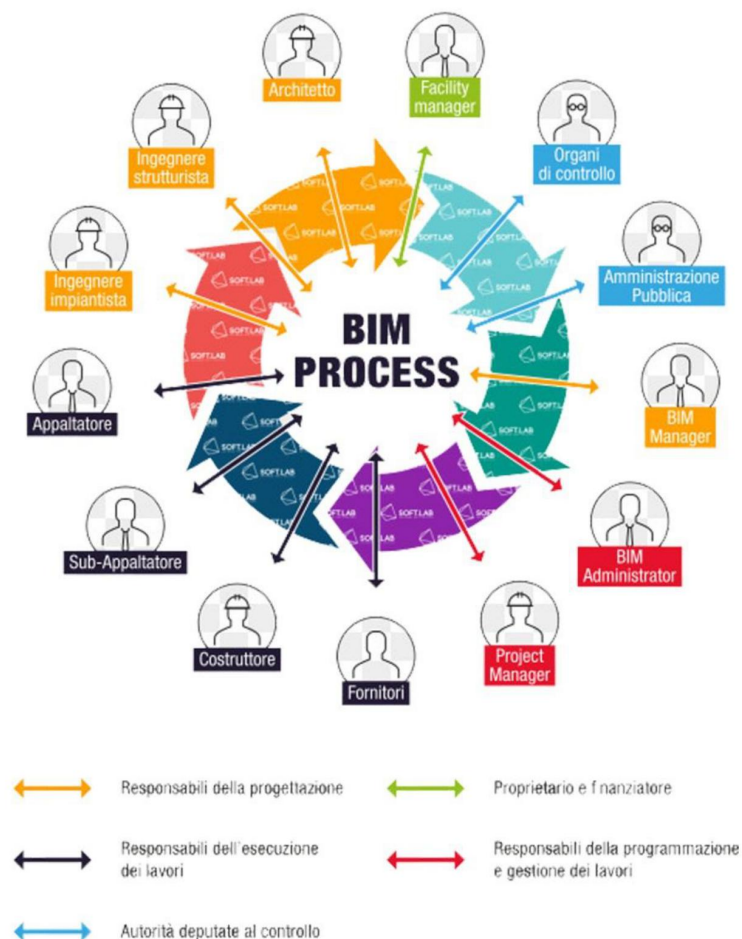 Architetto
Facility
manager
Ingegnere
strutturista
Organi
di controllo
Ingegnere
impiantista
Amministrazione
Pubblica
BIM
PROCESS
Appaltatore
BIM
Manager
Sub-Appaltatore
BIM
Administrator
Costruttore
Fornitori
Project
Manager
SOFT.LAB
Responsabili della progettazione
Proprietario e f nanziatore
Responsabili dell'esecuzione
dei lavori
Responsabili della programmazione
e gestione dei lavori
Autorità deputate al controllo